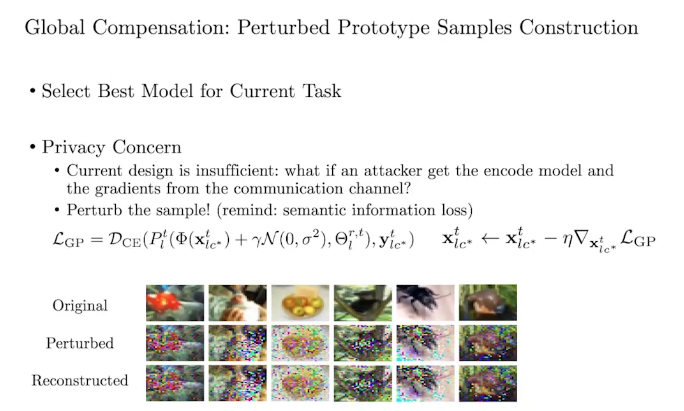 Global Compensation: Perturbed Prototype Samples Construction
• Select Best Model for Current Task
• Privacy Concern
• Current design is insufficient: what if an attacker get the encode model and
the gradients from the communication channel?
• Perturb the sample! (remind: semantic information loss)
$\mathcal{L}_{\mathrm{GP}} = \mathcal{D}_{\mathrm{CE}}(P_l^t(\Phi(\mathbf{x}_{lc^*}^t) + \gamma\mathcal{N}(0, \sigma^2), \Theta_l^{r,t}), \mathbf{y}_{lc^*}^t)$ $\mathbf{x}_{lc^*}^t \leftarrow \mathbf{x}_{lc^*}^t - \eta\nabla_{\mathbf{x}_{lc^*}^t}\mathcal{L}_{\mathrm{GP}}$
Original
Perturbed
Reconstructed